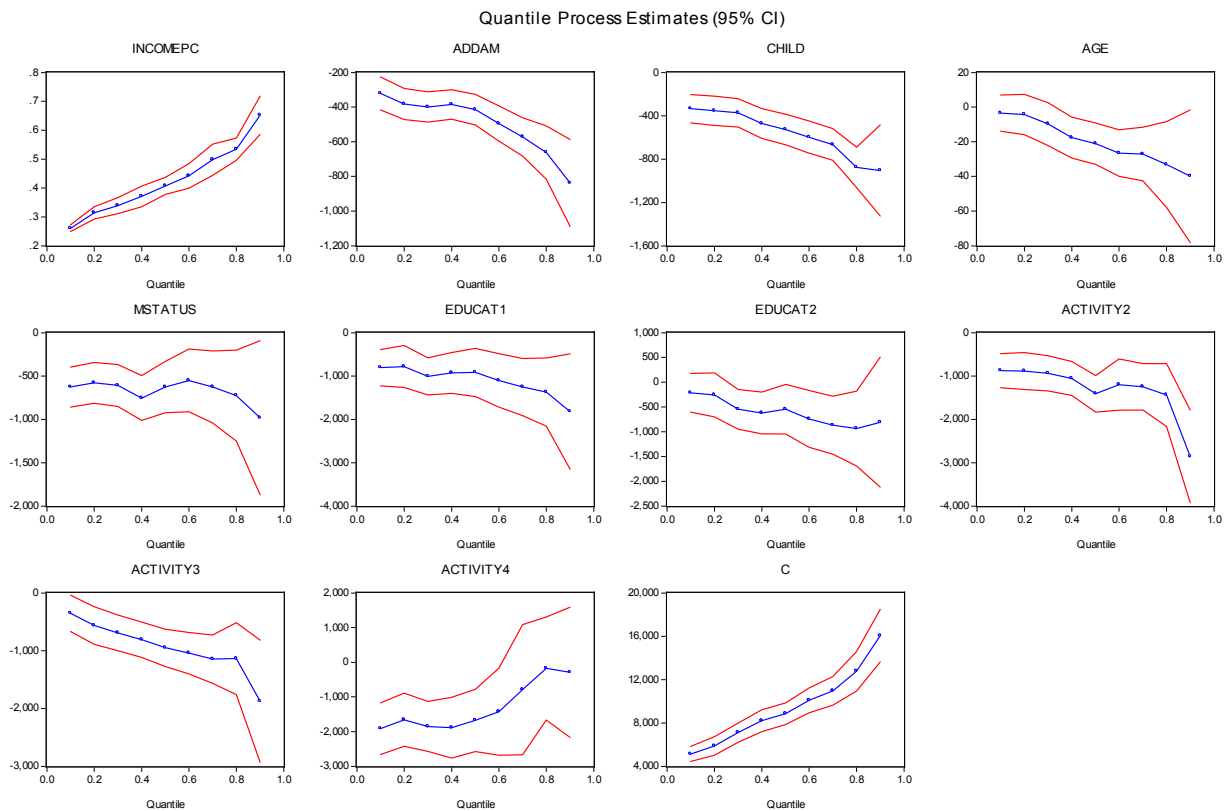 Quantile Process Estimates (95% CI)
INCOMEPC
.8
.7
.6
.5
.4
.3
.2
0.0 0.2 0.4 0.6 0.8 1.0
Quantile
ADDAM
-200
-400
-600
-800
-1,000
-1,200
0.0 0.2 0.4 0.6 0.8 1.0
Quantile
CHILD
0
-400
-800
-1,200
-1,600
0.0 0.2 0.4 0.6 0.8 1.0
Quantile
AGE
20
0
-20
-40
-60
-80
0.0 0.2 0.4 0.6 0.8 1.0
Quantile
MSTATUS
0
-500
-1,000
-1,500
-2,000
0.0 0.2 0.4 0.6 0.8 1.0
Quantile
EDUCAT1
0
-1,000
-2,000
-3,000
-4,000
0.0 0.2 0.4 0.6 0.8 1.0
Quantile
EDUCAT2
1,000
500
0
-500
-1,000
-1,500
-2,000
-2,500
0.0 0.2 0.4 0.6 0.8 1.0
Quantile
ACTIVITY2
0
-1,000
-2,000
-3,000
-4,000
0.0 0.2 0.4 0.6 0.8 1.0
Quantile
ACTIVITY3
0
-1,000
-2,000
-3,000
0.0 0.2 0.4 0.6 0.8 1.0
Quantile
ACTIVITY4
2,000
1,000
0
-1,000
-2,000
-3,000
0.0 0.2 0.4 0.6 0.8 1.0
Quantile
C
20,000
16,000
12,000
8,000
4,000
0.0 0.2 0.4 0.6 0.8 1.0
Quantile